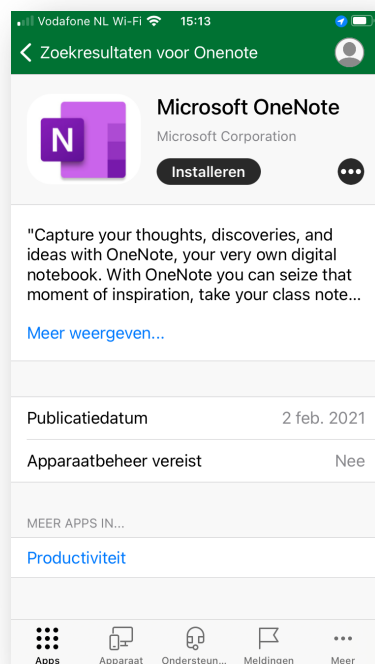 Vodafone NL Wi-Fi 15:13
Zoekresultaten voor Onenote
N
Microsoft OneNote
Microsoft Corporation
Installeren
"Capture your thoughts, discoveries, and
ideas with OneNote, your very own digital
notebook. With OneNote you can seize that
moment of inspiration, take your class note...
Meer weergeven...
Publicatiedatum 2 feb. 2021
Apparaatbeheer vereist Nee
MEER APPS IN...
Productiviteit
Apps Apparaat Ondersteun... Meldingen Meer